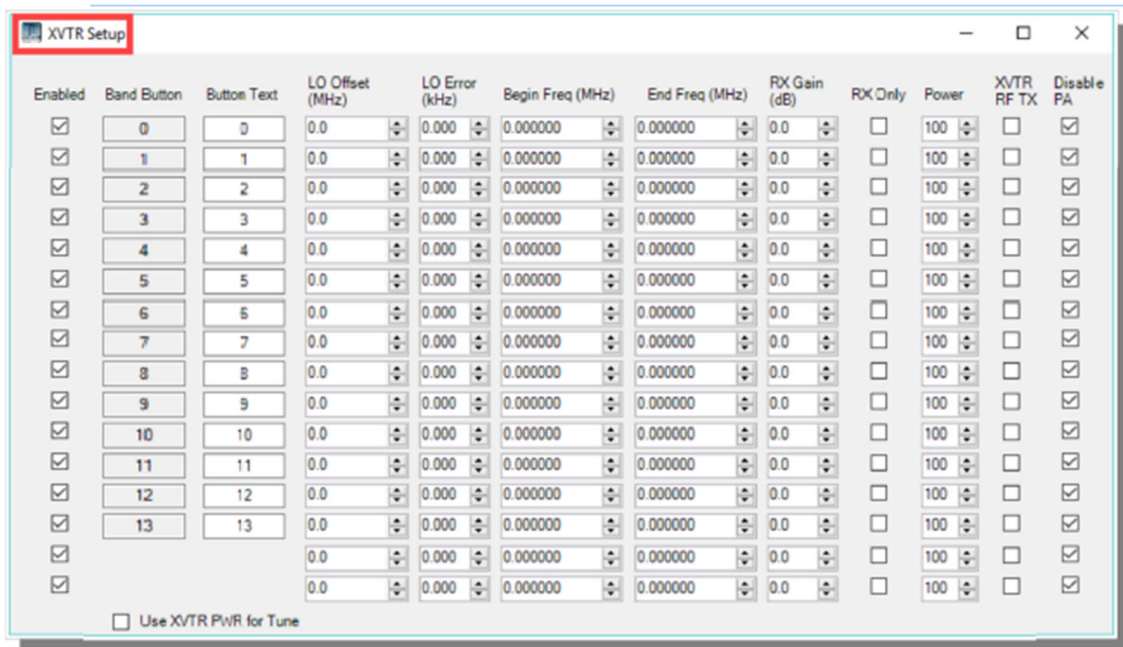 XVTR Setup
Enabled Band Button Button Text LO Offset (MHz) LO Error (kHz) Begin Freq (MHz) End Freq (MHz) RX Gain (dB) RX Only Power XVTR RF TX Disable PA
0 0 0.0 0.000 0.000000 0.000000 0.0 100
1 1 0.0 0.000 0.000000 0.000000 0.0 100
2 2 0.0 0.000 0.000000 0.000000 0.0 100
3 3 0.0 0.000 0.000000 0.000000 0.0 100
4 4 0.0 0.000 0.000000 0.000000 0.0 100
5 5 0.0 0.000 0.000000 0.000000 0.0 100
6 6 0.0 0.000 0.000000 0.000000 0.0 100
7 7 0.0 0.000 0.000000 0.000000 0.0 100
8 8 0.0 0.000 0.000000 0.000000 0.0 100
9 9 0.0 0.000 0.000000 0.000000 0.0 100
10 10 0.0 0.000 0.000000 0.000000 0.0 100
11 11 0.0 0.000 0.000000 0.000000 0.0 100
12 12 0.0 0.000 0.000000 0.000000 0.0 100
13 13 0.0 0.000 0.000000 0.000000 0.0 100
0.0 0.000 0.000000 0.000000 0.0 100
0.0 0.000 0.000000 0.000000 0.0 100
Use XVTR PWR for Tune